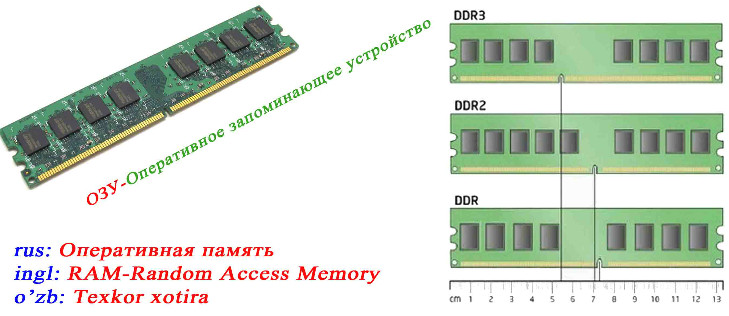 ОЗУ-Оперативное запоминающее устройство
rus: Оперативная память
ingl: RAM-Random Access Memory
o’zb: Texkor xotira
DDR3
DDR2
DDR
cm 1 2 3 4 5 6 7 8 9 10 11 12 13